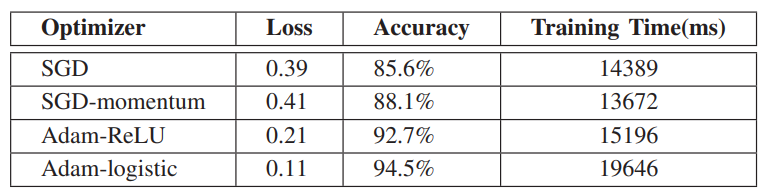 Optimizer Loss Accuracy Training Time(ms)
SGD 0.39 85.6% 14389
SGD-momentum 0.41 88.1% 13672
Adam-ReLU 0.21 92.7% 15196
Adam-logistic 0.11 94.5% 19646